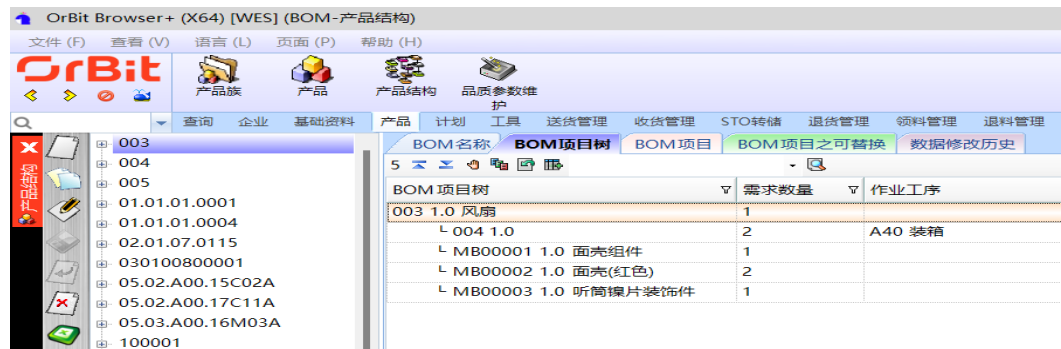 OrBit Browser+ (X64) [WES] (BOM-产品结构)
文件 (F) 查看 (V) 语言 (L) 页面 (P) 帮助 (H)
OrBit
产品族 产品 产品结构 品质参数维护
查询 企业 基础资料 产品 计划 工具 送货管理 收货管理 STO转储 退货管理 领料管理 退料管理
产品结构
003
004
005
01.01.01.0001
01.01.01.0004
02.01.07.0115
030100800001
05.02.A00.15C02A
05.02.A00.17C11A
05.03.A00.16M03A
100001
BOM名称 BOM项目树 BOM项目 BOM项目之可替换 数据修改历史
5
BOM项目树 需求数量 作业工序
003 1.0 风扇 1
004 1.0 2 A40 装箱
MB00001 1.0 面壳组件 1
MB00002 1.0 面壳(红色) 2
MB00003 1.0 听筒镍片装饰件 1